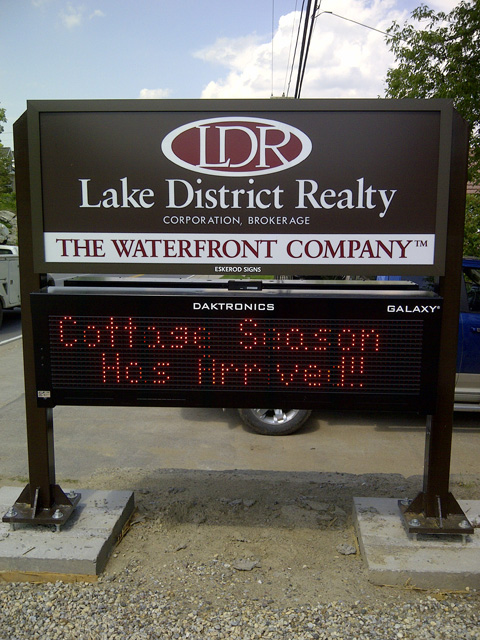 LDR
Lake District Realty
CORPORATION, BROKERAGE
THE WATERFRONT COMPANY™
ESKEROD SIGNS
DAKTRONICS GALAXY®
Cottage Season
Has Arrived!!